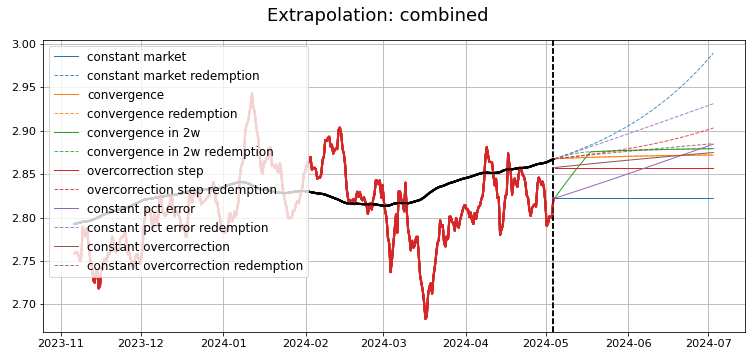 Extrapolation: combined
3.00
2.95
2.90
2.85
2.80
2.75
2.70
constant market
constant market redemption
convergence
convergence redemption
convergence in 2w
convergence in 2w redemption
overcorrection step
overcorrection step redemption
constant pct error
constant pct error redemption
constant overcorrection
constant overcorrection redemption
2023-11 2023-12 2024-01 2024-02 2024-03 2024-04 2024-05 2024-06 2024-07